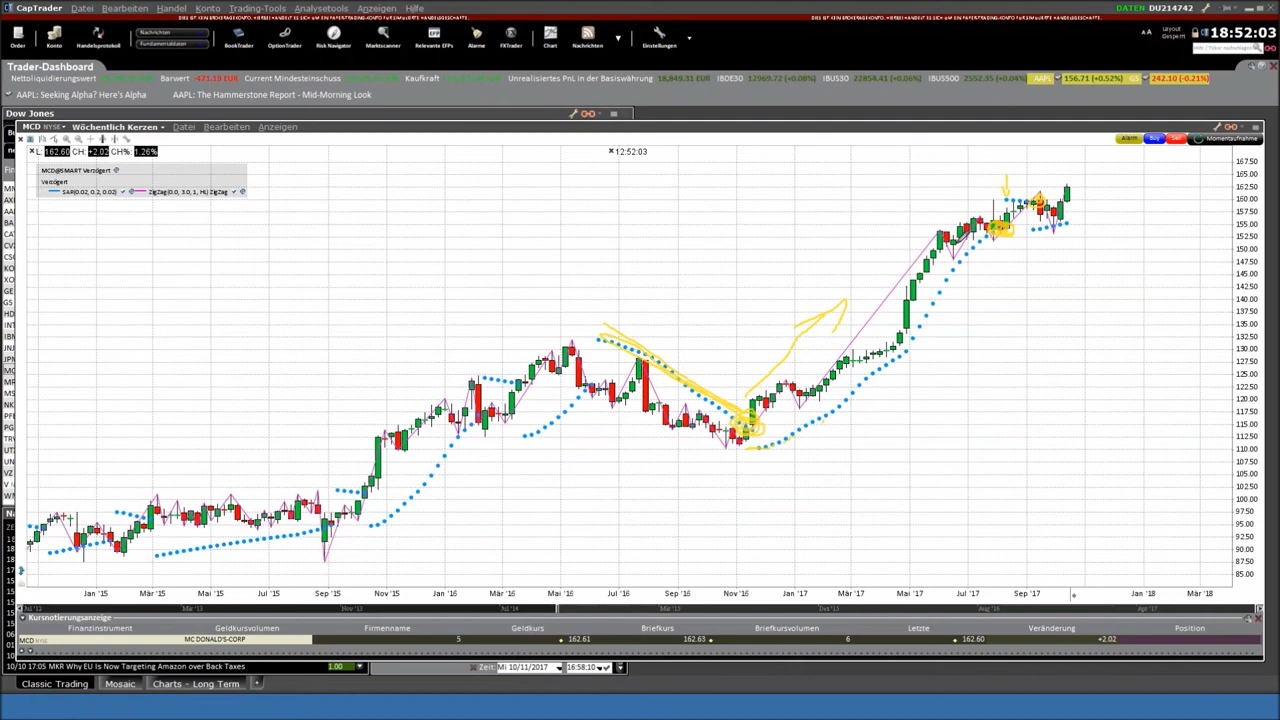 CapTrader Datei Bearbeiten Handel Konto Trading-Tools Analysetools Anzeigen Hilfe DATEN DU214742
Layout Gesperrt 18:52:03
Order Konto Handelsprotokoll Nachrichten Fundamentaldaten BookTrader OptionTrader Risk Navigator Marktscanner Relevante EFPs Alarme FXTrader Chart Nachrichten Einstellungen
Trader-Dashboard
Nettoliquidierungswert Barwert -471.19 EUR Current Mindesteinschuss Kaufkraft Unrealisiertes PnL in der Basiswährung 18,849.31 EUR IBDE30 12969.72 (+0.08%) IBUS30 22854.41 (+0.06%) IBUS500 2552.35 (+0.04%) AAPL 156.71 (+0.52%) GS 242.10 (-0.21%)
AAPL: Seeking Alpha? Here's Alpha AAPL: The Hammerstone Report - Mid-Morning Look
Dow Jones
MCD NYSE Wöchentlich Kerzen Datei Bearbeiten Anzeigen
Alarm Buy Sell Momentaufnahme
L: 162.60 CH: +2.02 CH% 1.26% 12:52:03
MCD@SMART Verzögert
Verzögert
SAR(0.02, 0.2, 0.02) ZigZag(0.0, 3.0, 1, HL) ZigZag
167.50
165.00
162.50
160.00
157.50
155.00
152.50
150.00
147.50
145.00
142.50
140.00
137.50
135.00
132.50
130.00
127.50
125.00
122.50
120.00
117.50
115.00
112.50
110.00
107.50
105.00
102.50
100.00
97.50
95.00
92.50
90.00
87.50
85.00
Jan '15 Mär '15 Mai '15 Jul '15 Sep '15 Nov '15 Jan '16 Mär '16 Mai '16 Jul '16 Sep '16 Nov '16 Jan '17 Mär '17 Mai '17 Jul '17 Sep '17 Jan '18 Mär '18
Kursnotierungsanzeige
Finanzinstrument Geldkursvolumen Firmenname Geldkurs Briefkurs Briefkursvolumen Letzte Veränderung Position
MCD NYSE MC DONALD'S-CORP 5 162.61 162.63 6 162.60 +2.02
10/10 17:05 MKR Why EU Is Now Targeting Amazon over Back Taxes 1.00 Zeit: Mi 10/11/2017 16:58:10
Classic Trading Mosaic Charts - Long Term +